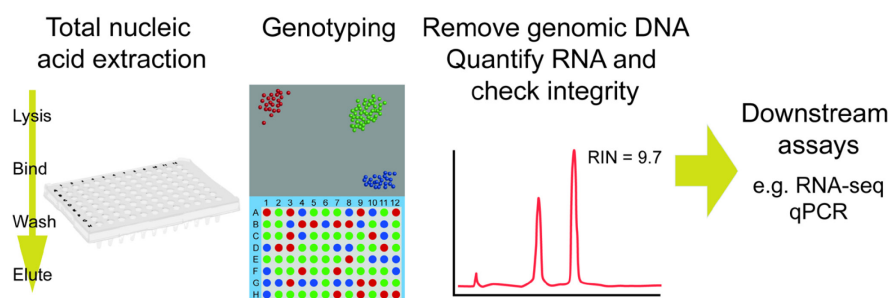 Total nucleic
acid extraction
Lysis
Bind
Wash
Elute
Genotyping
1 2 3 4 5 6 7 8 9 10 11 12
A
B
C
D
E
F
G
H
Remove genomic DNA
Quantify RNA and
check integrity
RIN = 9.7
Downstream
assays
e.g. RNA-seq
qPCR